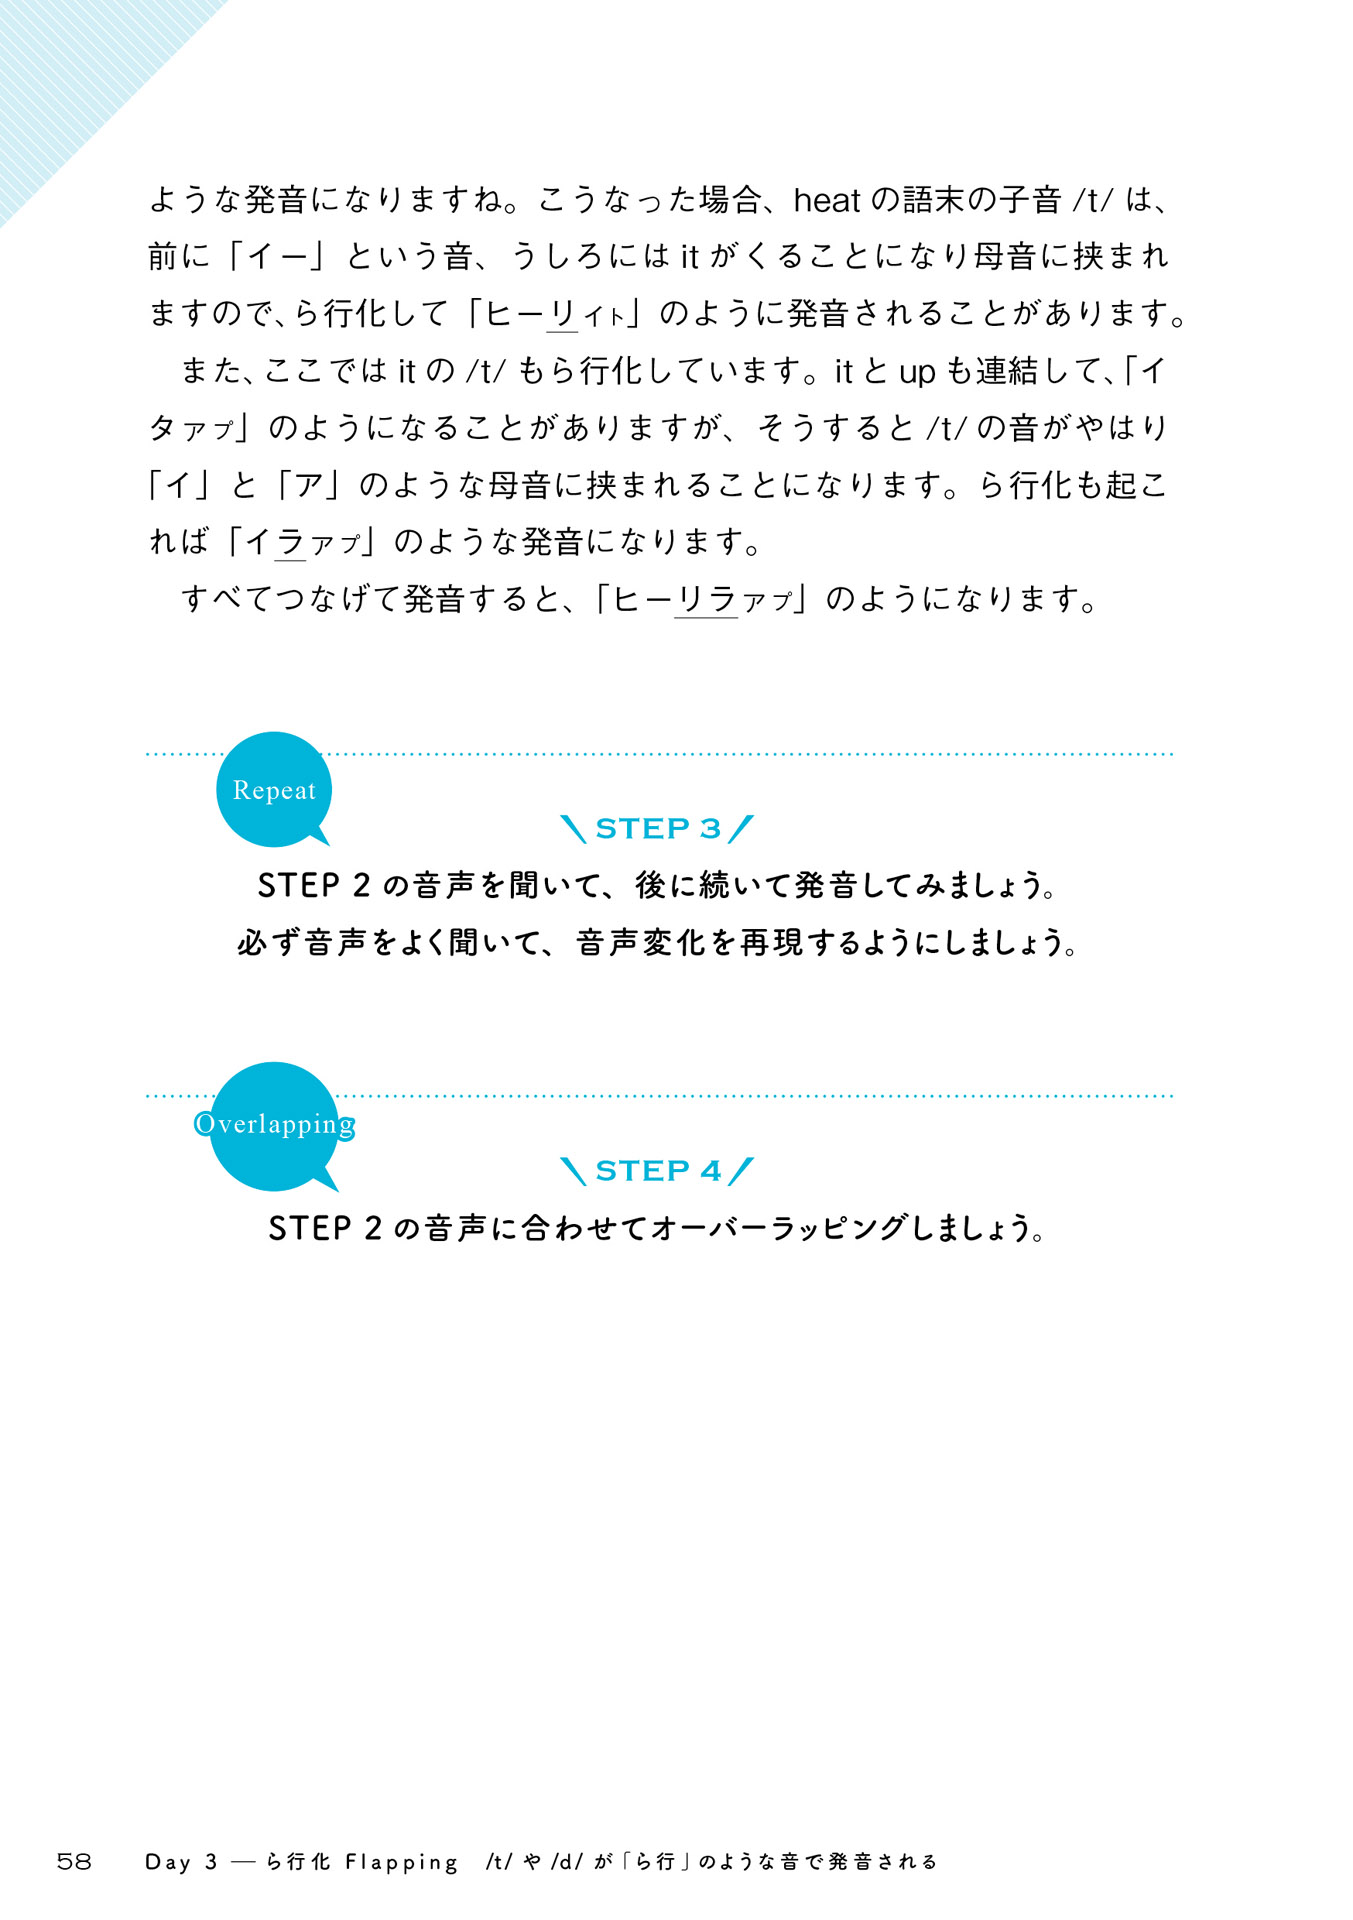 ような発音になりますね。こうなった場合、heat の語末の子音 /t/ は、
前に「イー」という音、うしろには it がくることになり母音に挟まれ
ますので、ら行化して「ヒーリィト」のように発音されることがあります。
また、ここでは it の /t/ もら行化しています。it と up も連結して、「イ
タァプ」のようになることがありますが、そうすると /t/ の音がやはり
「イ」と「ア」のような母音に挟まれることになります。ら行化も起こ
れば「イラァプ」のような発音になります。
すべてつなげて発音すると、「ヒーリラァプ」のようになります。
Repeat
\ STEP 3 /
STEP 2 の音声を聞いて、後に続いて発音してみましょう。
必ず音声をよく聞いて、音声変化を再現するようにしましょう。
Overlapping
\ STEP 4 /
STEP 2 の音声に合わせてオーバーラッピングしましょう。
58 Day 3 — ら行化 Flapping /t/ や /d/ が「ら行」のような音で発音される